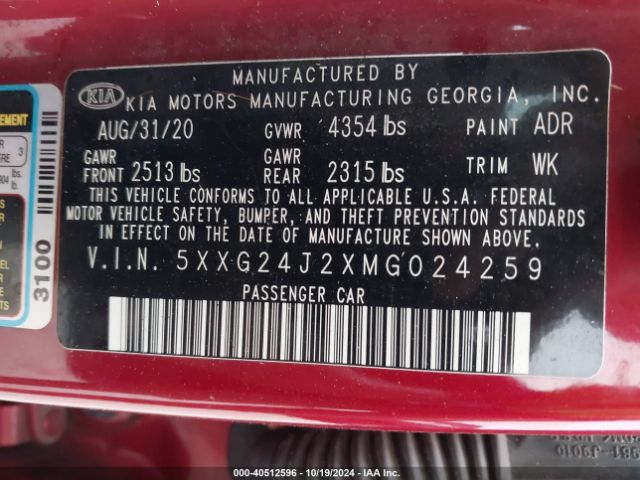 MANUFACTURED BY
KIA KIA MOTORS MANUFACTURING GEORGIA, INC.
AUG/31/20 GVWR 4354 lbs PAINT ADR
GAWR FRONT 2513 lbs GAWR REAR 2315 lbs TRIM WK
THIS VEHICLE CONFORMS TO ALL APPLICABLE U.S.A. FEDERAL
MOTOR VEHICLE SAFETY, BUMPER, AND THEFT PREVENTION STANDARDS
IN EFFECT ON THE DATE OF MANUFACTURE SHOWN ABOVE.
V.I.N. 5XXG24J2XMG024259
PASSENGER CAR
3100
000-40512596 - 10/19/2024 - IAA Inc.